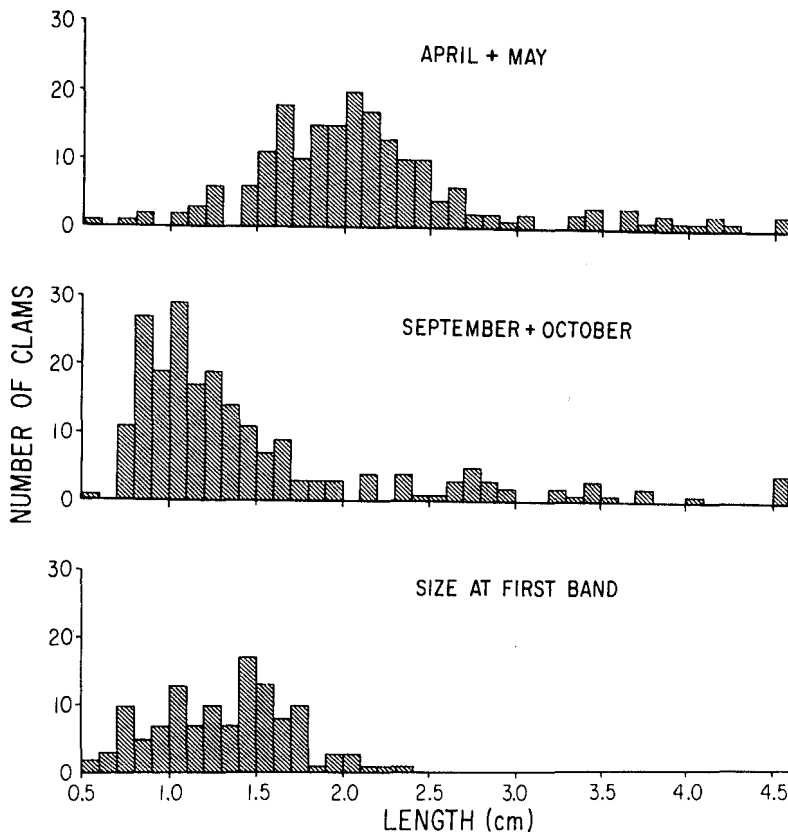 30
20
10
0
APRIL + MAY
NUMBER OF CLAMS
30
20
10
0
SEPTEMBER + OCTOBER
30
20
10
0
SIZE AT FIRST BAND
0.5 1.0 1.5 2.0 2.5 3.0 3.5 4.0 4.5
LENGTH (cm)